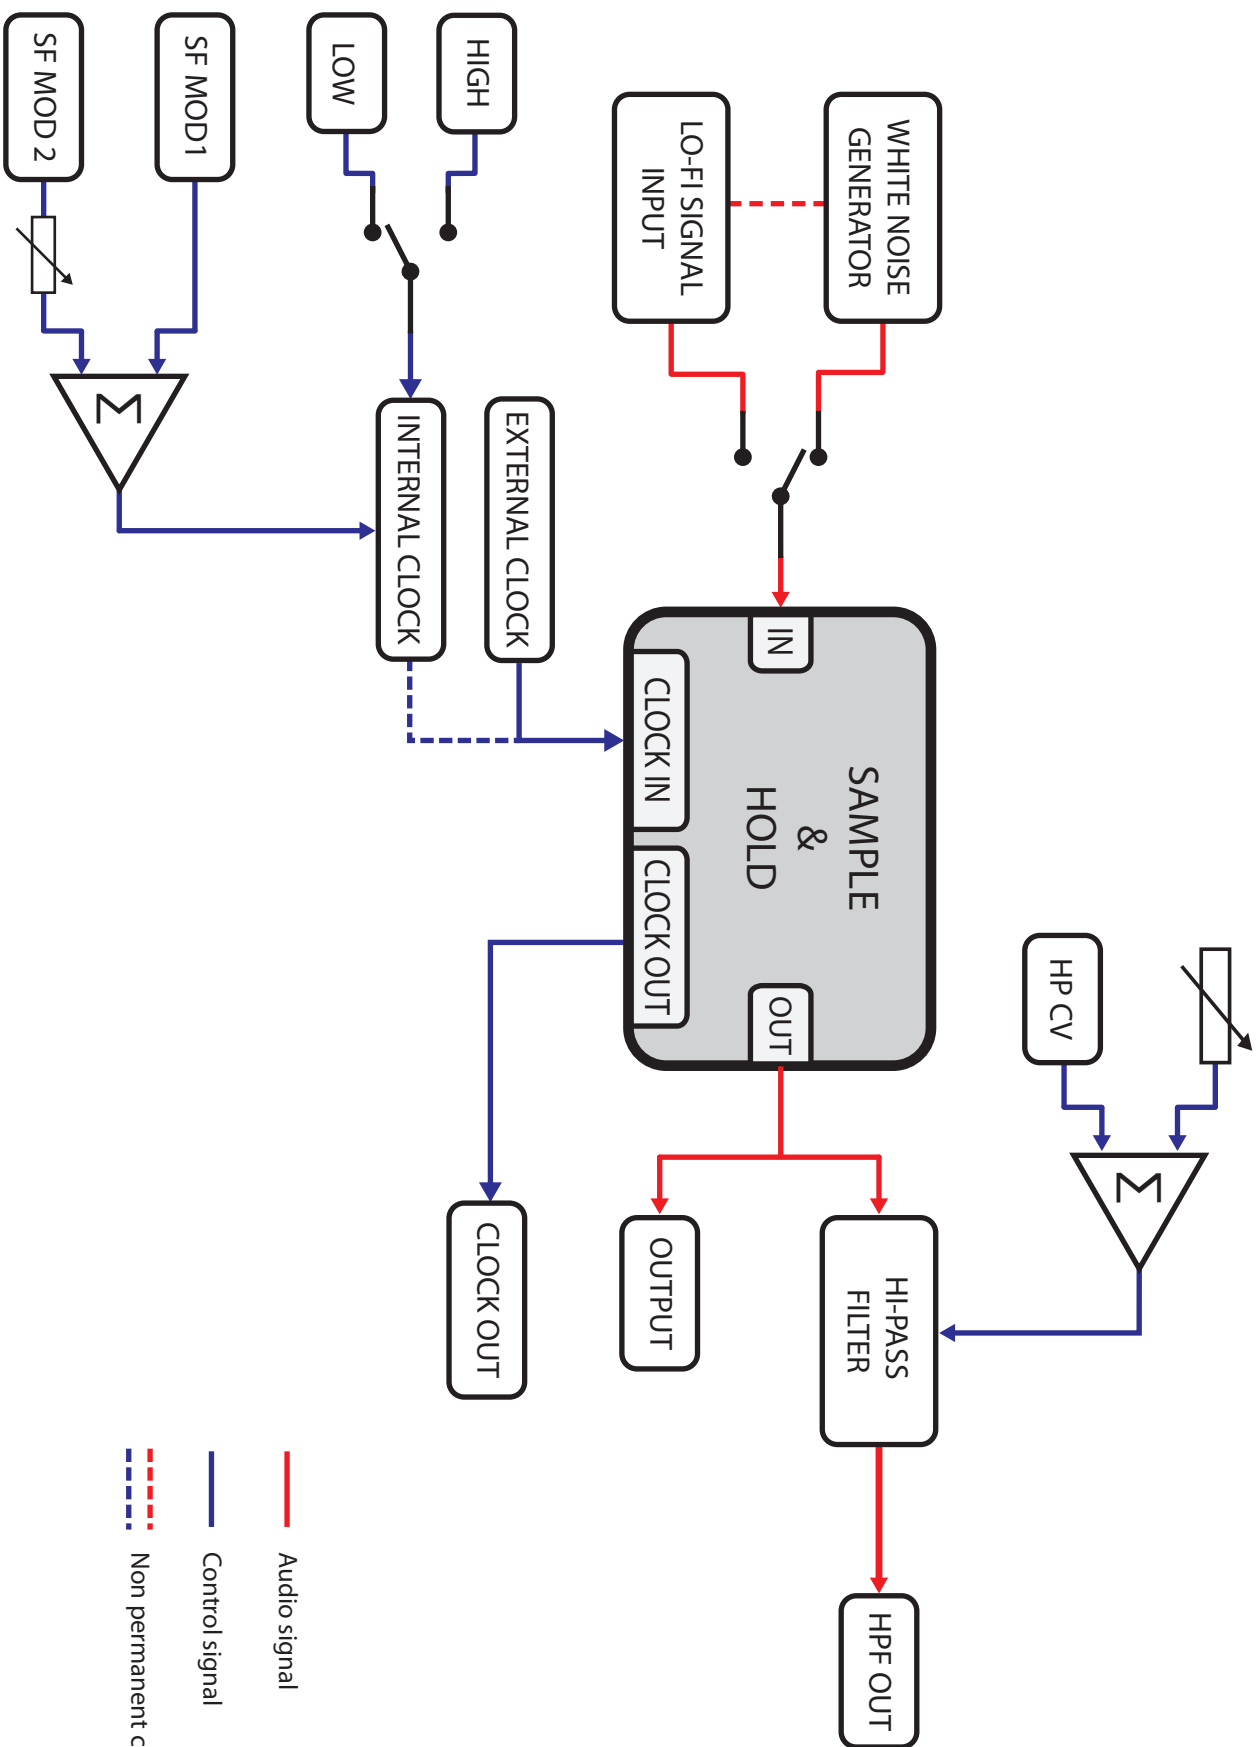 WHITE NOISE
GENERATOR
LO-FI SIGNAL
INPUT
HIGH
LOW
SF MOD1
SF MOD 2
Σ
INTERNAL CLOCK
EXTERNAL CLOCK
SAMPLE
&
HOLD
IN
CLOCK IN
CLOCK OUT
OUT
HP CV
Σ
HI-PASS
FILTER
OUTPUT
CLOCK OUT
HPF OUT
Audio signal
Control signal
Non permanent